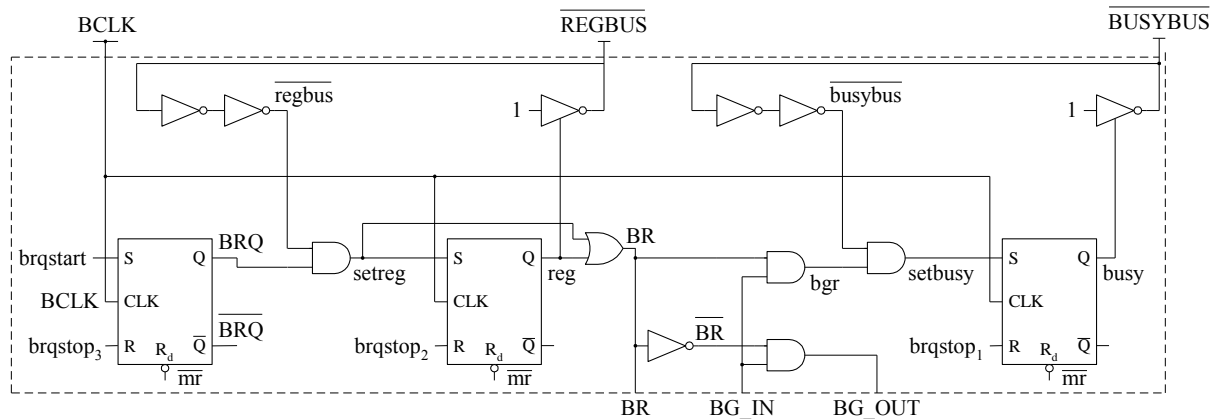 BCLK
REGBUS
BUSYBUS
regbus
1
busybus
1
brqstart
S
Q
BRQ
setreg
S
Q
reg
BR
bgr
setbusy
S
Q
busy
BCLK
CLK
CLK
CLK
brqstop3
R
Rd
Q
BRQ
mr
brqstop2
R
Rd
Q
mr
BR
brqstop1
R
Rd
Q
mr
BR
BG_IN
BG_OUT